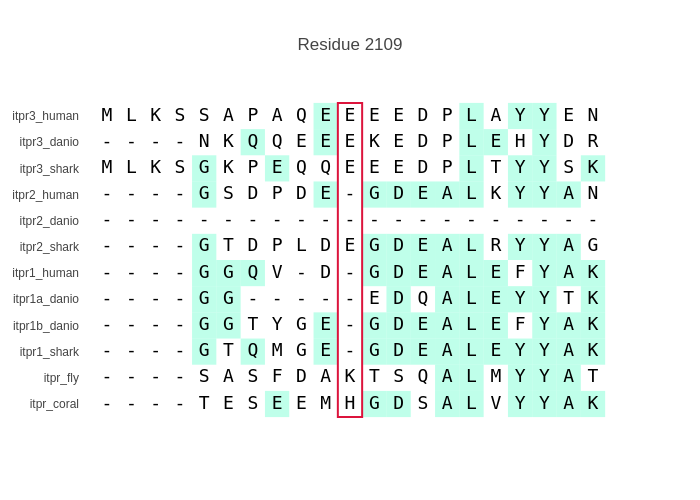 Residue 2109
itpr3_human M L K S S A P A Q E E E E D P L A Y Y E N
itpr3_danio - - - - N K Q Q E E E K E D P L E H Y D R
itpr3_shark M L K S G K P E Q Q E E E D P L T Y Y S K
itpr2_human - - - - G S D P D E - G D E A L K Y Y A N
itpr2_danio - - - - - - - - - - - - - - - - - - - - -
itpr2_shark - - - - G T D P L D E G D E A L R Y Y A G
itpr1_human - - - - G G Q V - D - G D E A L E F Y A K
itpr1a_danio - - - - G G - - - - - E D Q A L E Y Y T K
itpr1b_danio - - - - G G T Y G E - G D E A L E F Y A K
itpr1_shark - - - - G T Q M G E - G D E A L E Y Y A K
itpr_fly - - - - S A S F D A K T S Q A L M Y Y A T
itpr_coral - - - - T E S E E M H G D S A L V Y Y A K